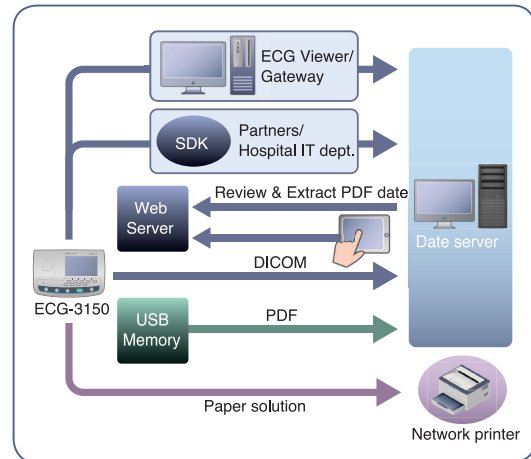 ECG Viewer/
Gateway
SDK
Partners/
Hospital IT dept.
Review & Extract PDF date
Web
Server
Date server
DICOM
ECG-3150
USB
Memory
PDF
Paper solution
Network printer